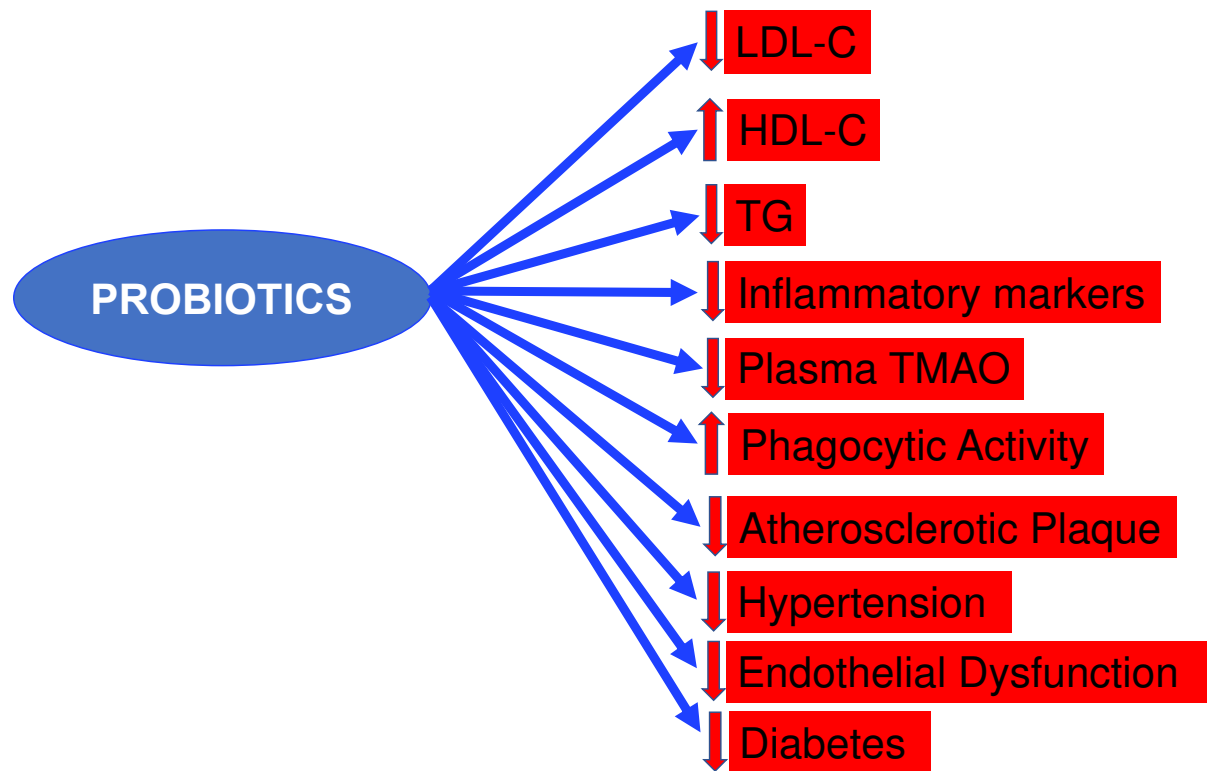 LDL-C
HDL-C
TG
PROBIOTICS
Inflammatory markers
Plasma TMAO
Phagocytic Activity
Atherosclerotic Plaque
Hypertension
Endothelial Dysfunction
Diabetes